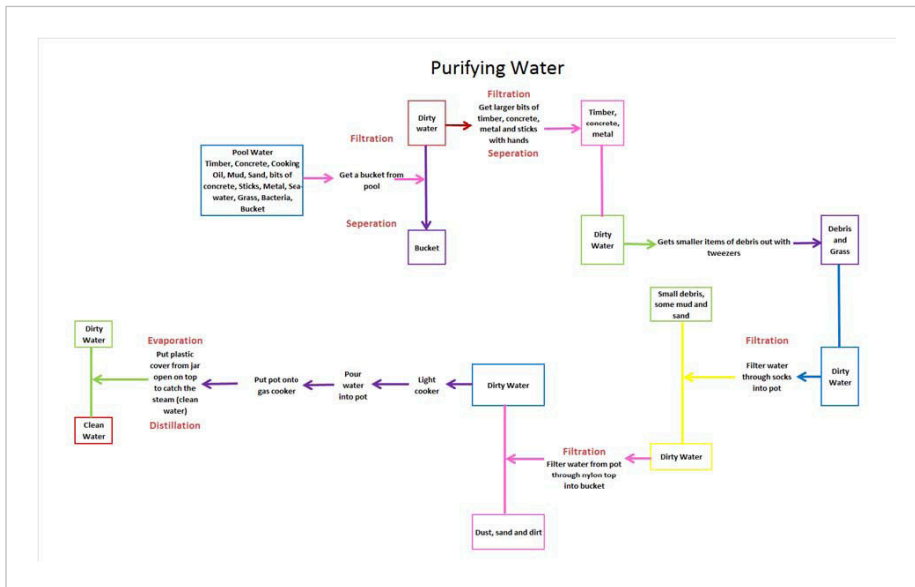 Purifying Water
Pool Water
Timber, Concrete, Cooking
Oil, Mud, Sand, bits of
concrete, Sticks, Metal, Sea-
water, Grass, Bacteria,
Bucket
Filtration
Get a bucket from
pool
Seperation
Dirty
water
Bucket
Filtration
Get larger bits of
timber, concrete,
metal and sticks
with hands
Seperation
Timber,
concrete,
metal
Dirty
Water
Gets smaller items of debris out with
tweezers
Debris
and
Grass
Dirty
Water
Filtration
Filter water
through socks
into pot
Small debris,
some mud and
sand
Dirty Water
Filtration
Filter water from pot
through nylon top
into bucket
Dirty Water
Dust, sand and dirt
Light
cooker
Pour
water
into pot
Put pot onto
gas cooker
Evaporation
Put plastic
cover from jar
open on top
to catch the
steam (clean
water)
Distillation
Dirty
Water
Clean
Water